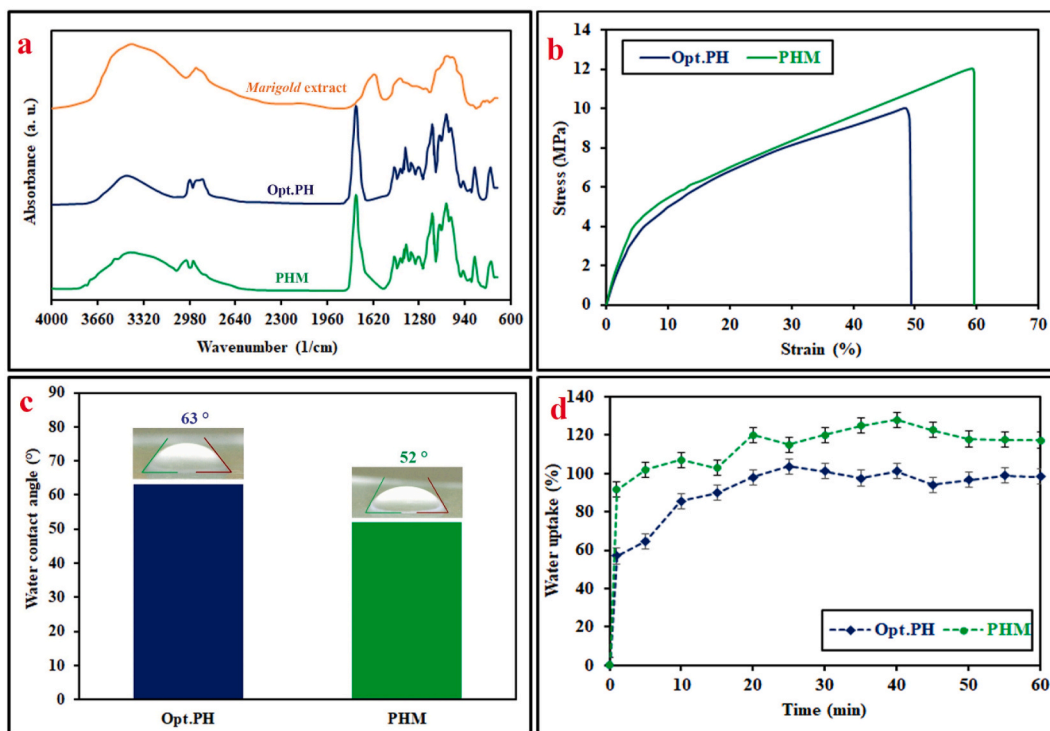 a
Absorbance (a. u.)
Marigold extract
Opt.PH
PHM
4000 3660 3320 2980 2640 2300 1960 1620 1280 940 600
Wavenumber (1/cm)
b
Opt.PH PHM
Stress (MPa)
14
12
10
8
6
4
2
0
0 10 20 30 40 50 60 70
Strain (%)
c
Water contact angle (°)
90
80
70
60
50
40
30
20
10
0
63 °
52 °
Opt.PH PHM
d
Water uptake (%)
140
120
100
80
60
40
20
0
Opt.PH PHM
0 10 20 30 40 50 60
Time (min)